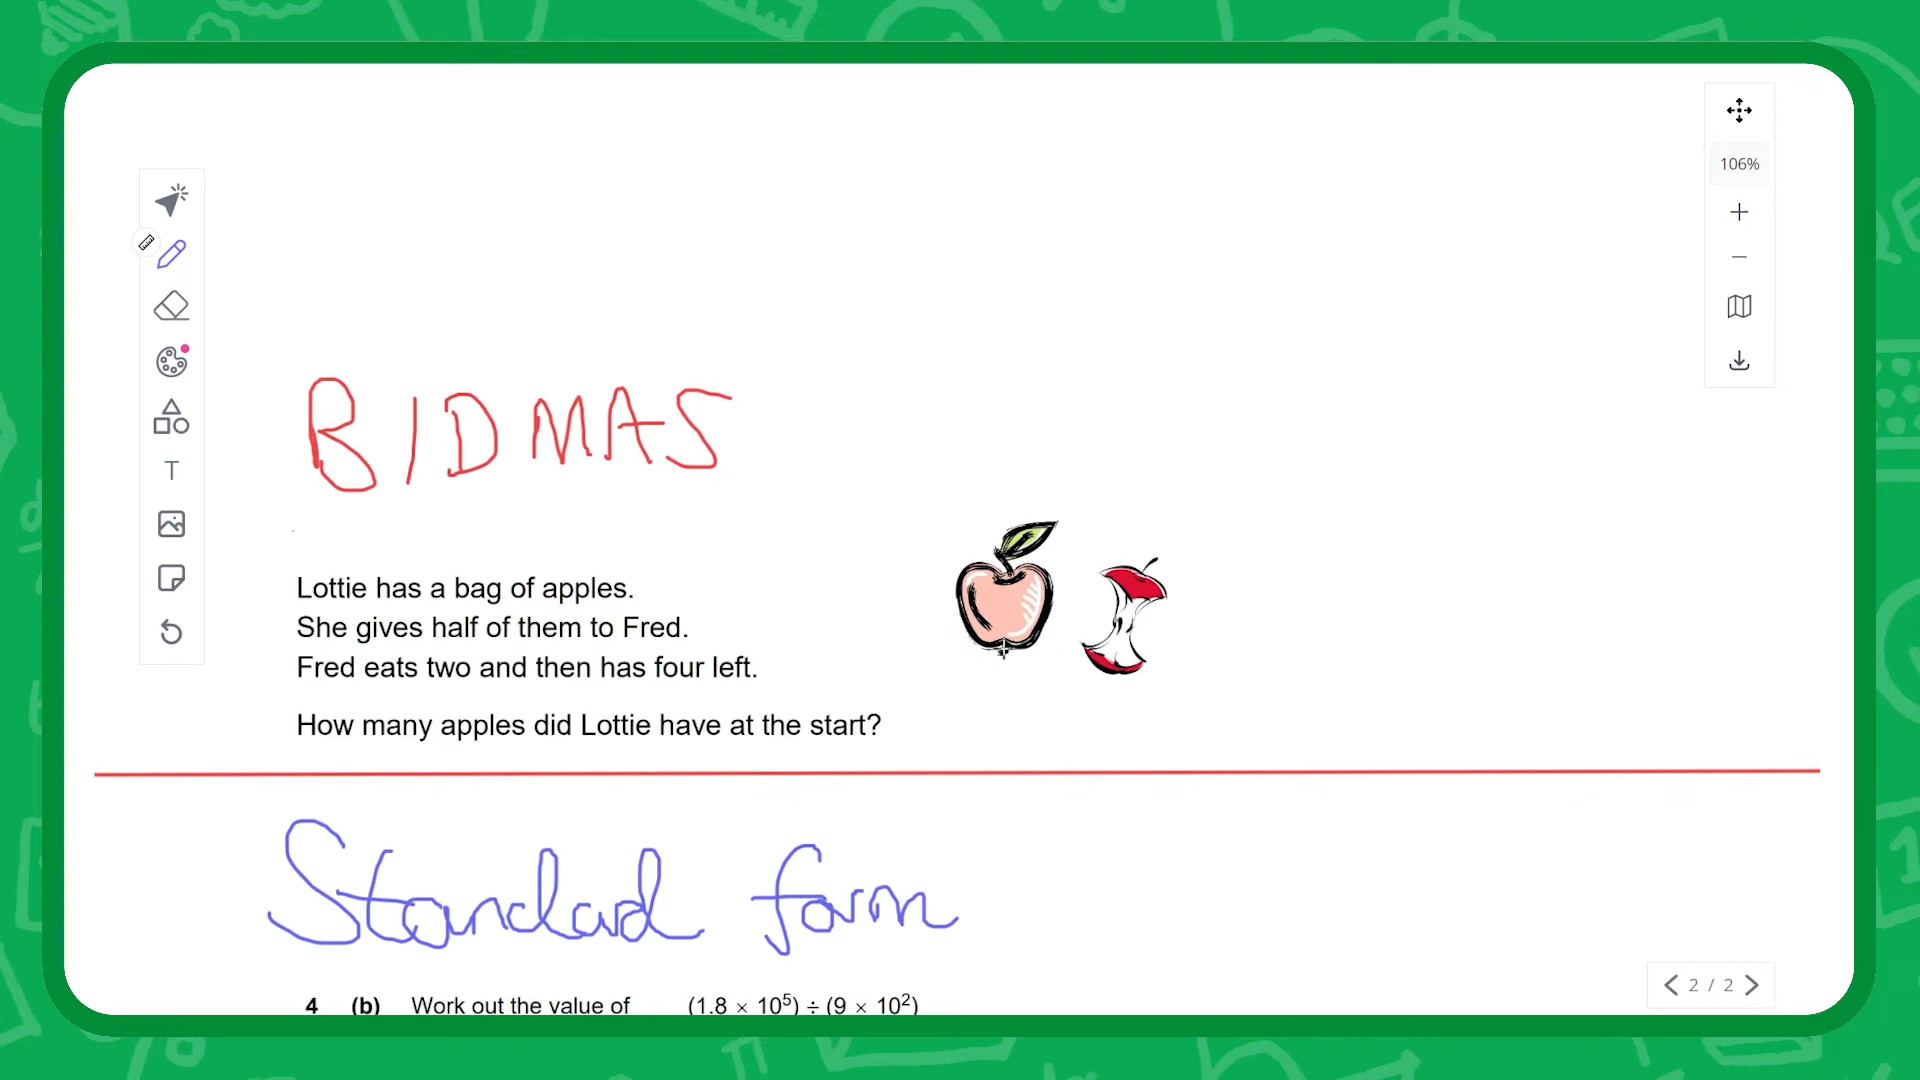 106%
BIDMAS
T
Lottie has a bag of apples.
She gives half of them to Fred.
Fred eats two and then has four left.
How many apples did Lottie have at the start?
Standard form
4 (b) Work out the value of (1.8 × 10⁵) ÷ (9 × 10²)
2 / 2